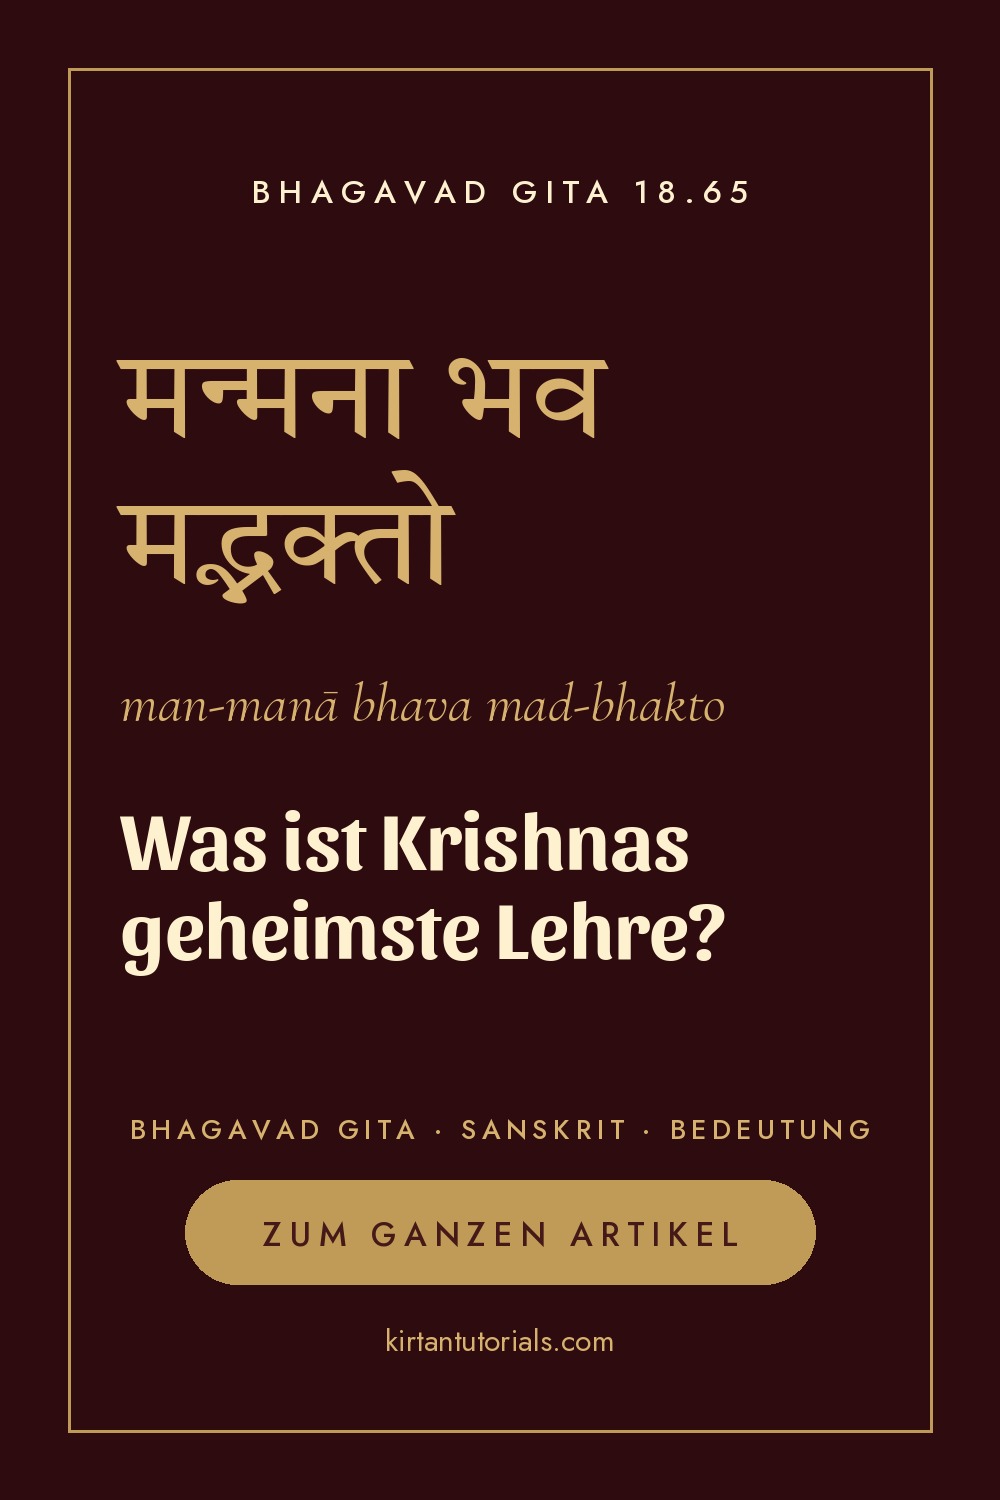 BHAGAVAD GITA 18.65
मन्मना भव
मद्भक्तो
man-manā bhava mad-bhakto
Was ist Krishnas
geheimste Lehre?
BHAGAVAD GITA · SANSKRIT · BEDEUTUNG
ZUM GANZEN ARTIKEL
kirtantutorials.com